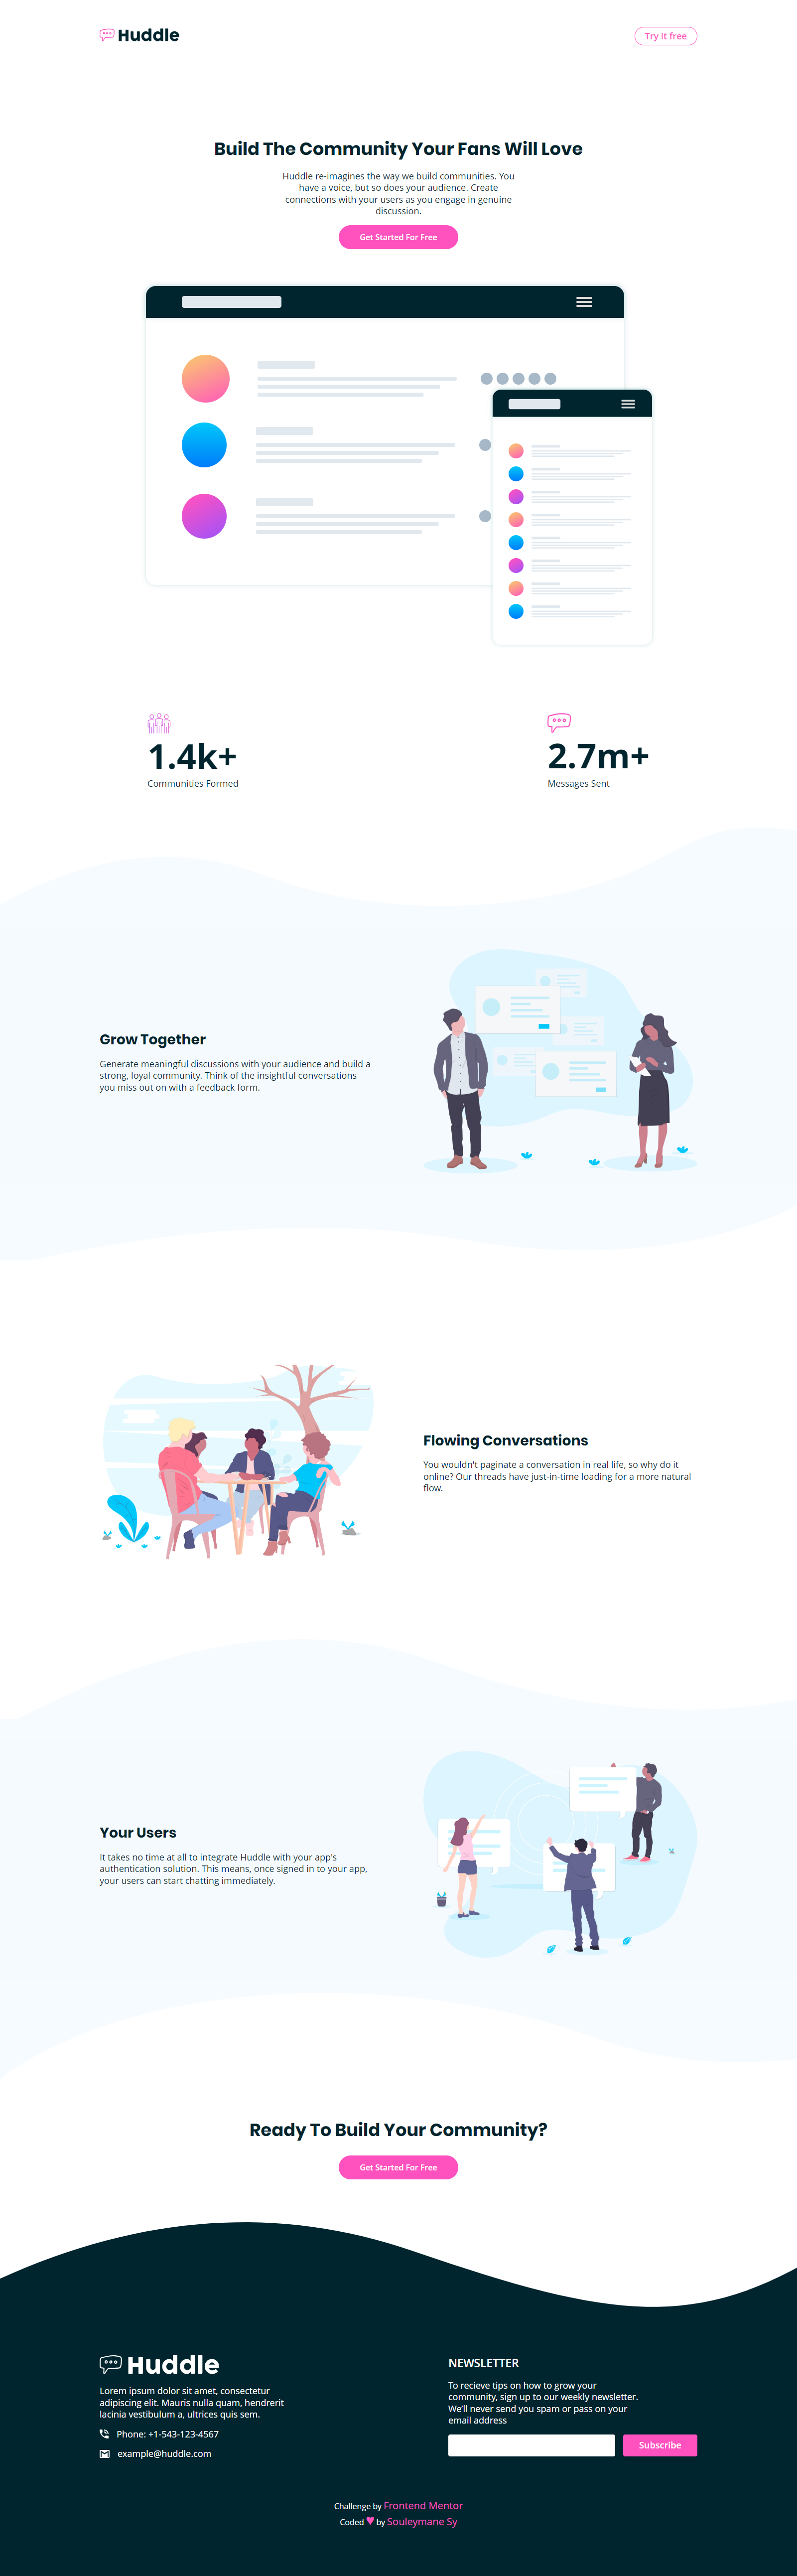 Huddle
Try it free
Build The Community Your Fans Will Love
Huddle re-imagines the way we build communities. You
have a voice, but so does your audience. Create
connections with your users as you engage in genuine
discussion.
Get Started For Free
1.4k+
Communities Formed
2.7m+
Messages Sent
Grow Together
Generate meaningful discussions with your audience and build a
strong, loyal community. Think of the insightful conversations
you miss out on with a feedback form.
Flowing Conversations
You wouldn't paginate a conversation in real life, so why do it
online? Our threads have just-in-time loading for a more natural
flow.
Your Users
It takes no time at all to integrate Huddle with your app's
authentication solution. This means, once signed in to your app,
your users can start chatting immediately.
Ready To Build Your Community?
Get Started For Free
Huddle
Lorem ipsum dolor sit amet, consectetur
adipiscing elit. Mauris nulla quam, hendrerit
lacinia vestibulum a, ultrices quis sem.
Phone: +1-543-123-4567
example@huddle.com
NEWSLETTER
To recieve tips on how to grow your
community, sign up to our weekly newsletter.
We'll never send you spam or pass on your
email address
Subscribe
Challenge by Frontend Mentor
Coded ♥ by Souleymane Sy